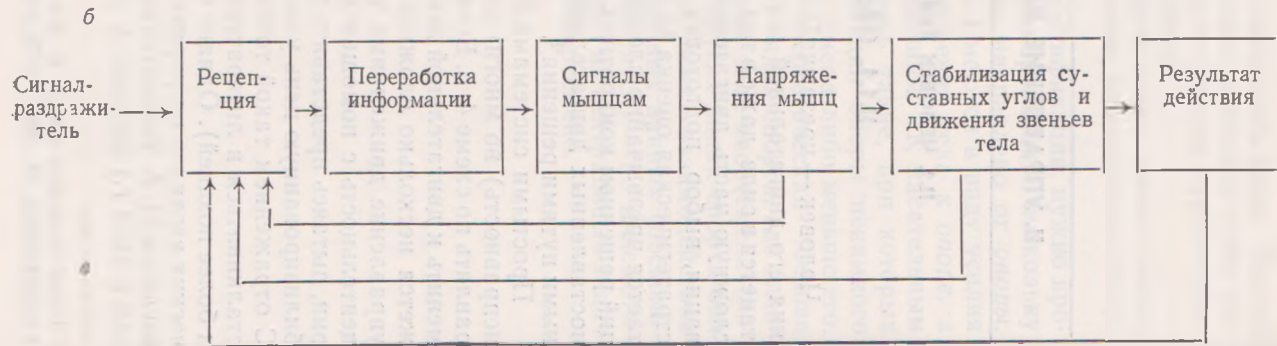 б
Сигнал-
раздражи-
тель
Рецеп-
ция
Переработка
информации
Сигналы
мышцам
Напряже-
ния мышц
Стабилизация су-
ставных углов и
движения звеньев
тела
Результат
действия